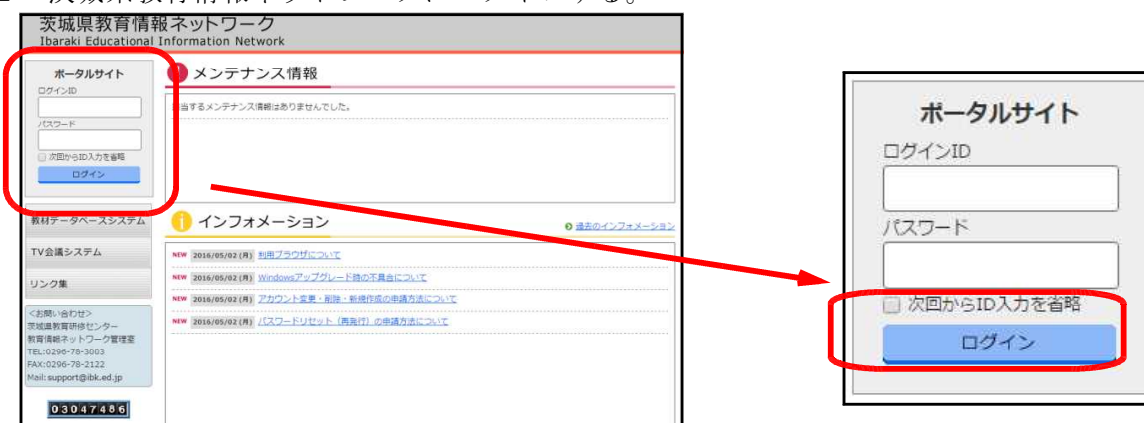 茨城県教育情報ネットワーク
Ibaraki Educational Information Network
ポータルサイト
ログインID
パスワード
次回からID入力を省略
ログイン
教材データベースシステム
TV会議システム
リンク集
<お問い合わせ>
茨城県教育研修センター
教育情報ネットワーク管理室
TEL:0296-78-3003
FAX:0296-78-2122
Mail:support@ibk.ed.jp
03047486
メンテナンス情報
当するメンテナンス情報はありませんでした。
インフォメーション
過去のインフォメーション
NEW 2016/05/02 (月) 利用ブラウザについて
NEW 2016/05/02 (月) Windowsアップグレード時の不具合について
NEW 2016/05/02 (月) アカウント変更・削除・新規作成の申請方法について
NEW 2016/05/02 (月) パスワードリセット（再発行）の申請方法について
ポータルサイト
ログインID
パスワード
次回からID入力を省略
ログイン